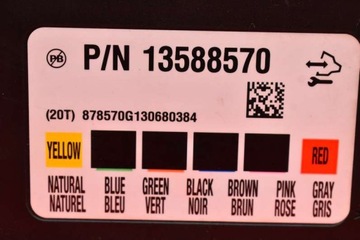 Pb P/N 13588570
(20T) 878570G130680384
YELLOW RED
NATURAL BLUE GREEN BLACK BROWN PINK GRAY
NATUREL BLEU VERT NOIR BRUN ROSE GRIS